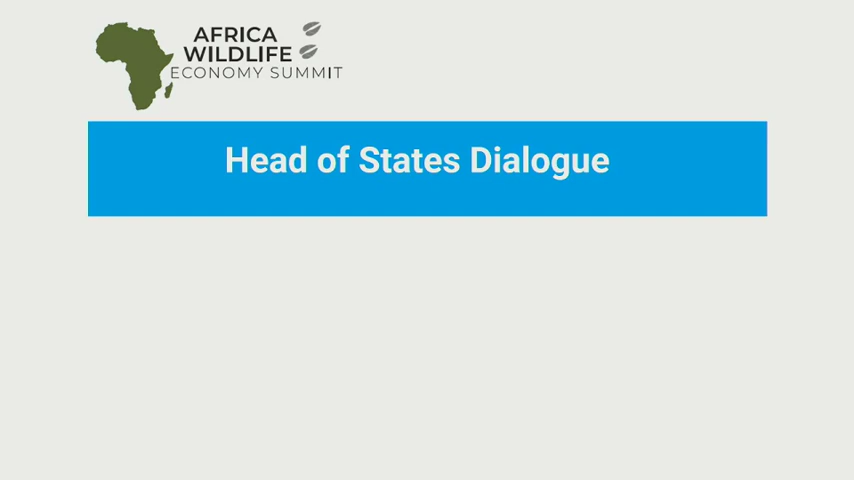 AFRICA
WILDLIFE
ECONOMY SUMMIT
Head of States Dialogue